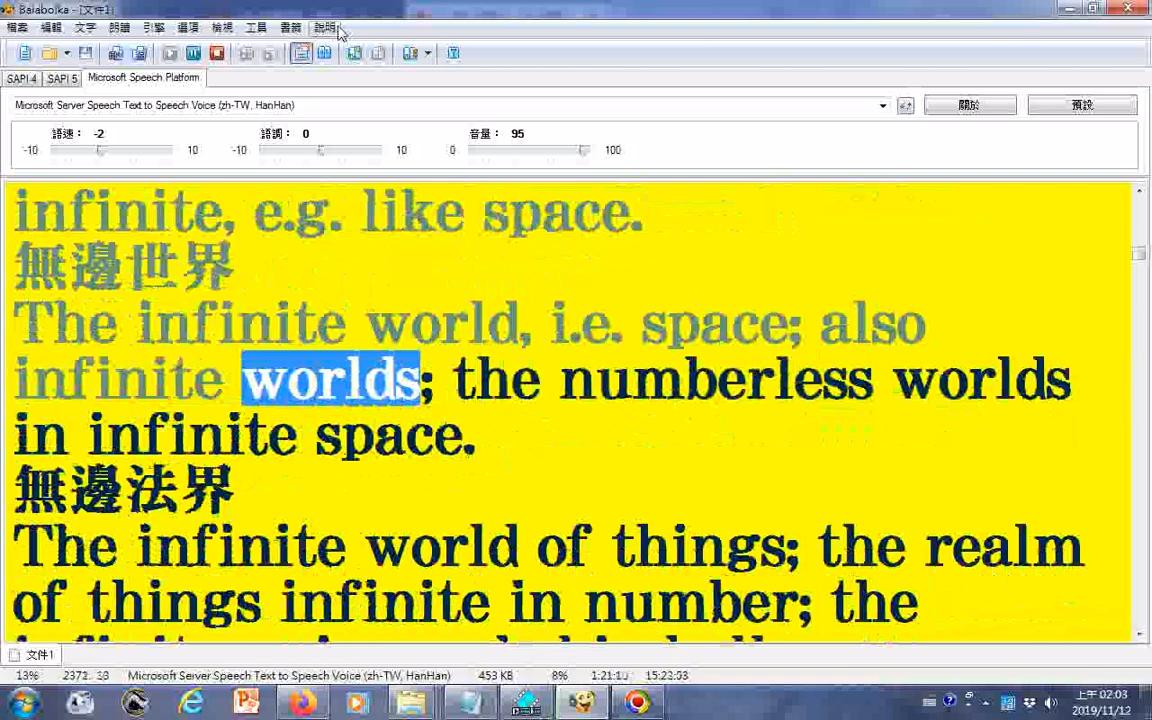 Balabolka - [文件1]
檔案 編輯 文字 朗讀 引擎 選項 檢視 工具 書籤 說明
SAPI 4 SAPI 5 Microsoft Speech Platform
Microsoft Server Speech Text to Speech Voice (zh-TW, HanHan) 關於 預設
語速： -2 語調： 0 音量： 95
-10 10 -10 10 0 100
infinite, e.g. like space.
無邊世界
The infinite world, i.e. space; also
infinite worlds; the numberless worlds
in infinite space.
無邊法界
The infinite world of things; the realm
of things infinite in number; the
文件1
13% Microsoft Server Speech Text to Speech Voice (zh-TW, HanHan) 453 KB 8%
上午 02:03
2019/11/12